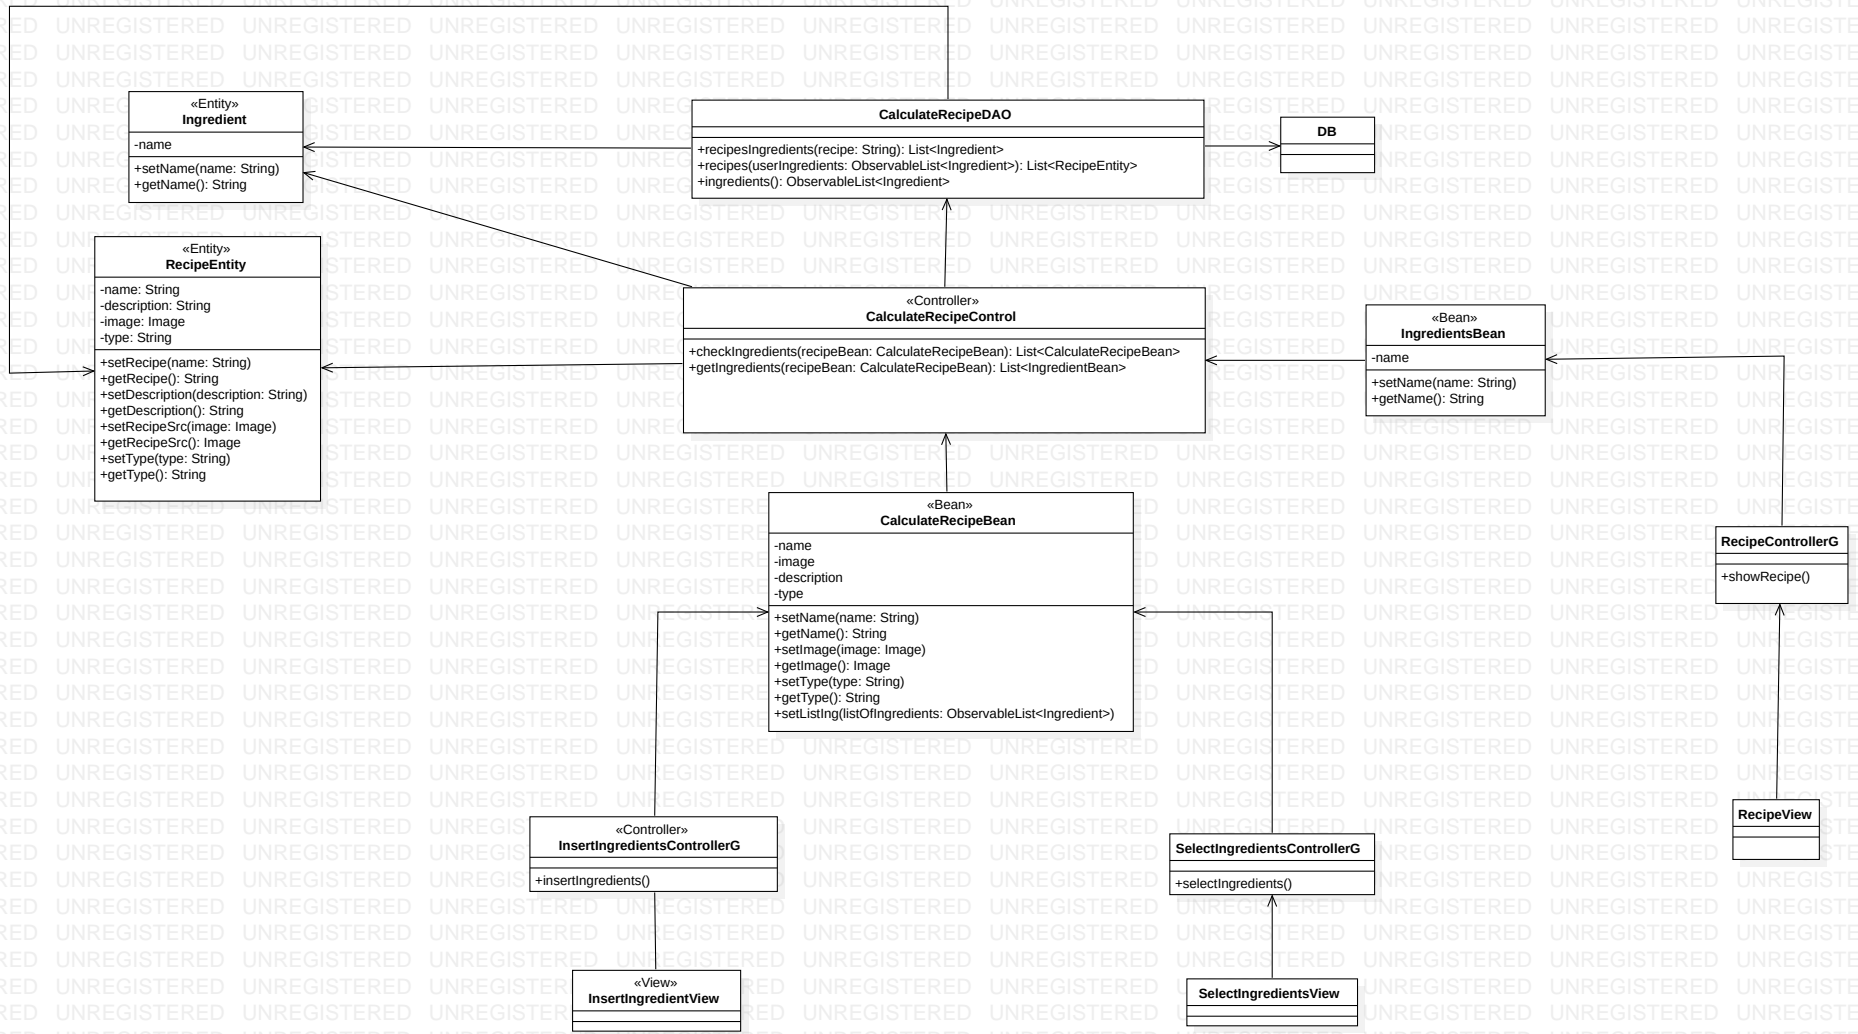 «Entity»
Ingredient
-name
+setName(name: String)
+getName(): String
CalculateRecipeDAO
+recipesIngredients(recipe: String): List<Ingredient>
+recipes(userIngredients: ObservableList<Ingredient>): List<RecipeEntity>
+ingredients(): ObservableList<Ingredient>
DB
«Entity»
RecipeEntity
-name: String
-description: String
-image: Image
-type: String
+setRecipe(name: String)
+getRecipe(): String
+setDescription(description: String)
+getDescription(): String
+setRecipeSrc(image: Image)
+getRecipeSrc(): Image
+setType(type: String)
+getType(): String
«Controller»
CalculateRecipeControl
+checkIngredients(recipeBean: CalculateRecipeBean): List<CalculateRecipeBean>
+getIngredients(recipeBean: CalculateRecipeBean): List<IngredientBean>
«Bean»
IngredientsBean
-name
+setName(name: String)
+getName(): String
«Bean»
CalculateRecipeBean
-name
-image
-description
-type
+setName(name: String)
+getName(): String
+setImage(image: Image)
+getImage(): Image
+setType(type: String)
+getType(): String
+setListIng(listOfIngredients: ObservableList<Ingredient>)
RecipeControllerG
+showRecipe()
«Controller»
InsertIngredientsControllerG
+insertIngredients()
SelectIngredientsControllerG
+selectIngredients()
RecipeView
«View»
InsertIngredientView
SelectIngredientsView
UNREGISTERED